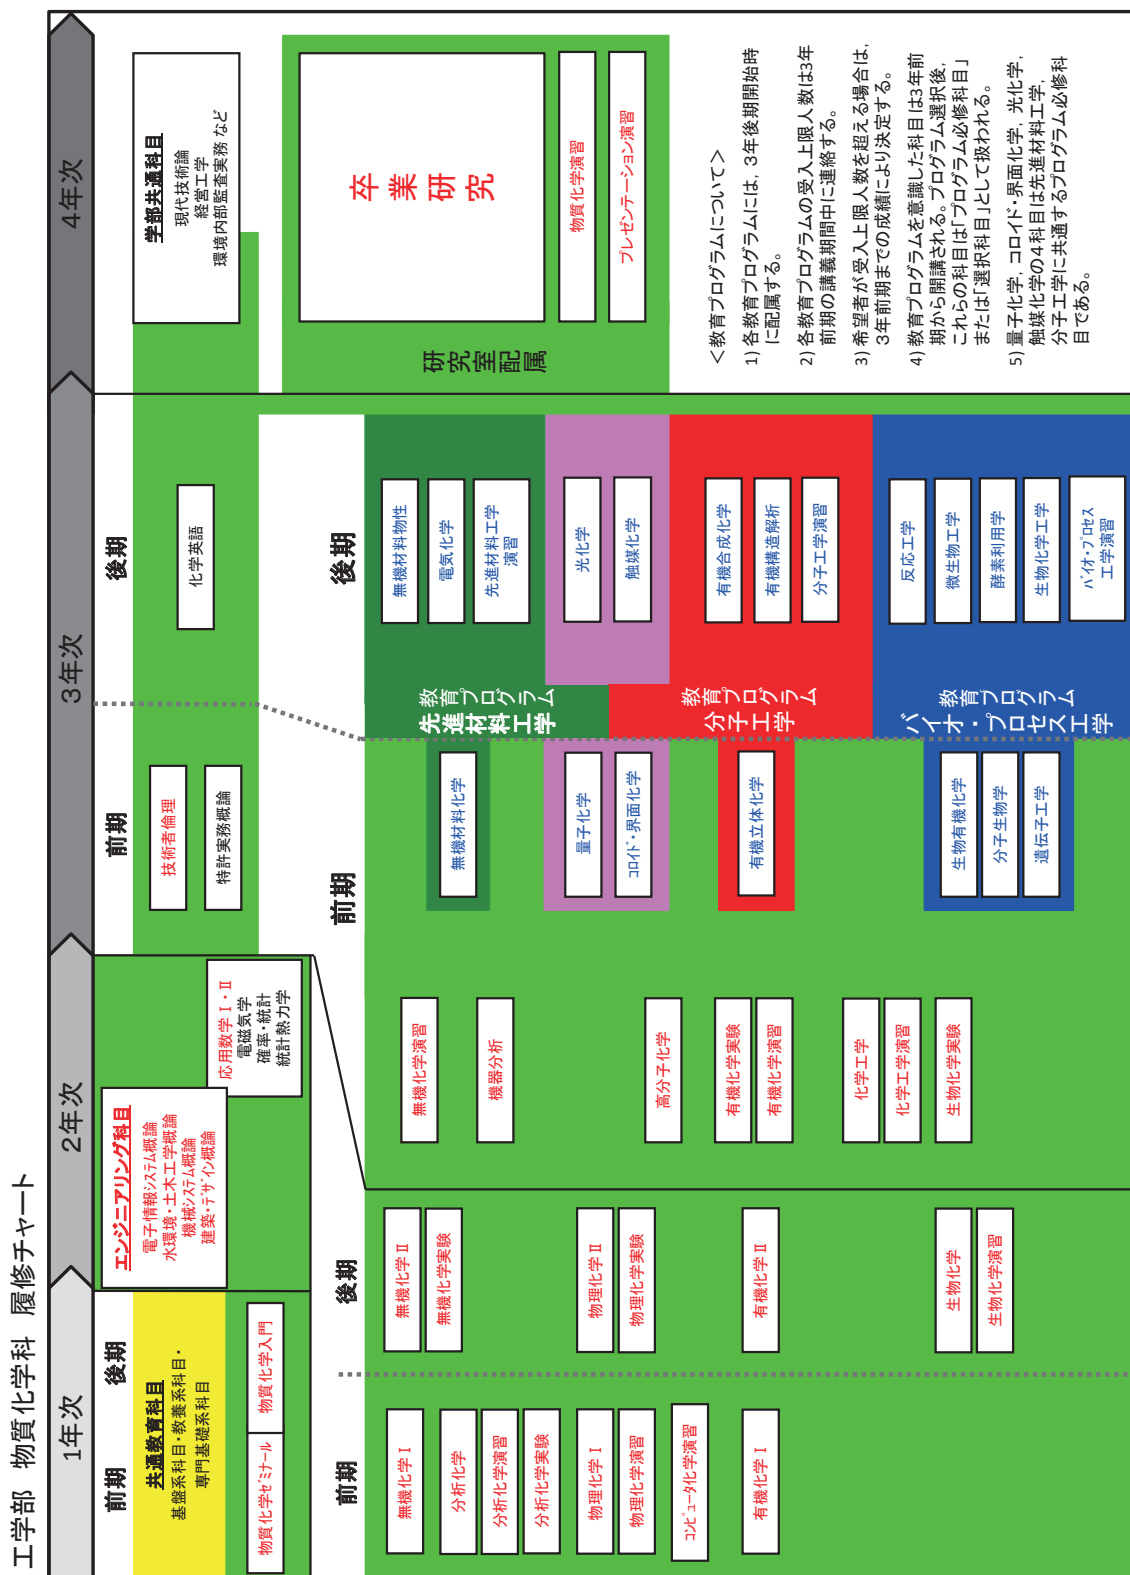 工学部 物質化学科 履修チャート
1年次
2年次
3年次
4年次
前期
後期
共通教育科目
基盤系科目・教養系科目・
専門基礎系科目
物質化学ゼミナール
物質化学入門
エンジニアリング科目
電子情報システム概論
水環境・土木工学概論
機械システム概論
建築・デザイン概論
応用数学Ⅰ・Ⅱ
電磁気学
確率・統計
統計熱力学
前期
後期
技術者倫理
特許実務概論
化学英語
学部共通科目
現代技術論
経営工学
環境内部監査実務 など
前期
後期
前期
後期
無機化学Ⅰ
分析化学
分析化学演習
分析化学実験
物理化学Ⅰ
物理化学演習
コンピュータ化学演習
有機化学Ⅰ
無機化学Ⅱ
無機化学実験
物理化学Ⅱ
物理化学実験
有機化学Ⅱ
生物化学
生物化学演習
無機化学演習
機器分析
高分子化学
有機化学実験
有機化学演習
化学工学
化学工学演習
生物化学実験
無機材料化学
量子化学
コロイド・界面化学
有機立体化学
生物有機化学
分子生物学
遺伝子工学
教育プログラム
先進材料工学
教育プログラム
分子工学
教育プログラム
バイオ・プロセス工学
無機材料物性
電気化学
先進材料工学
演習
光化学
触媒化学
有機合成化学
有機構造解析
分子工学演習
反応工学
微生物工学
酵素利用学
生物化学工学
バイオ・プロセス
工学演習
研究室配属
卒業研究
物質化学演習
プレゼンテーション演習
＜教育プログラムについて＞
1) 各教育プログラムには、3年後期開始時
に配属する。
2) 各教育プログラムの受入上限人数は3年
前期の講義期間中に連絡する。
3) 希望者が受入上限人数を超える場合は、
3年前期までの成績により決定する。
4) 教育プログラムを意識した科目は3年前
期から開講される。プログラム選択後、
これらの科目は「プログラム必修科目」
または「選択科目」として扱われる。
5) 量子化学、コロイド・界面化学、光化学、
触媒化学の4科目は先進材料工学、
分子工学に共通するプログラム必修科
目である。